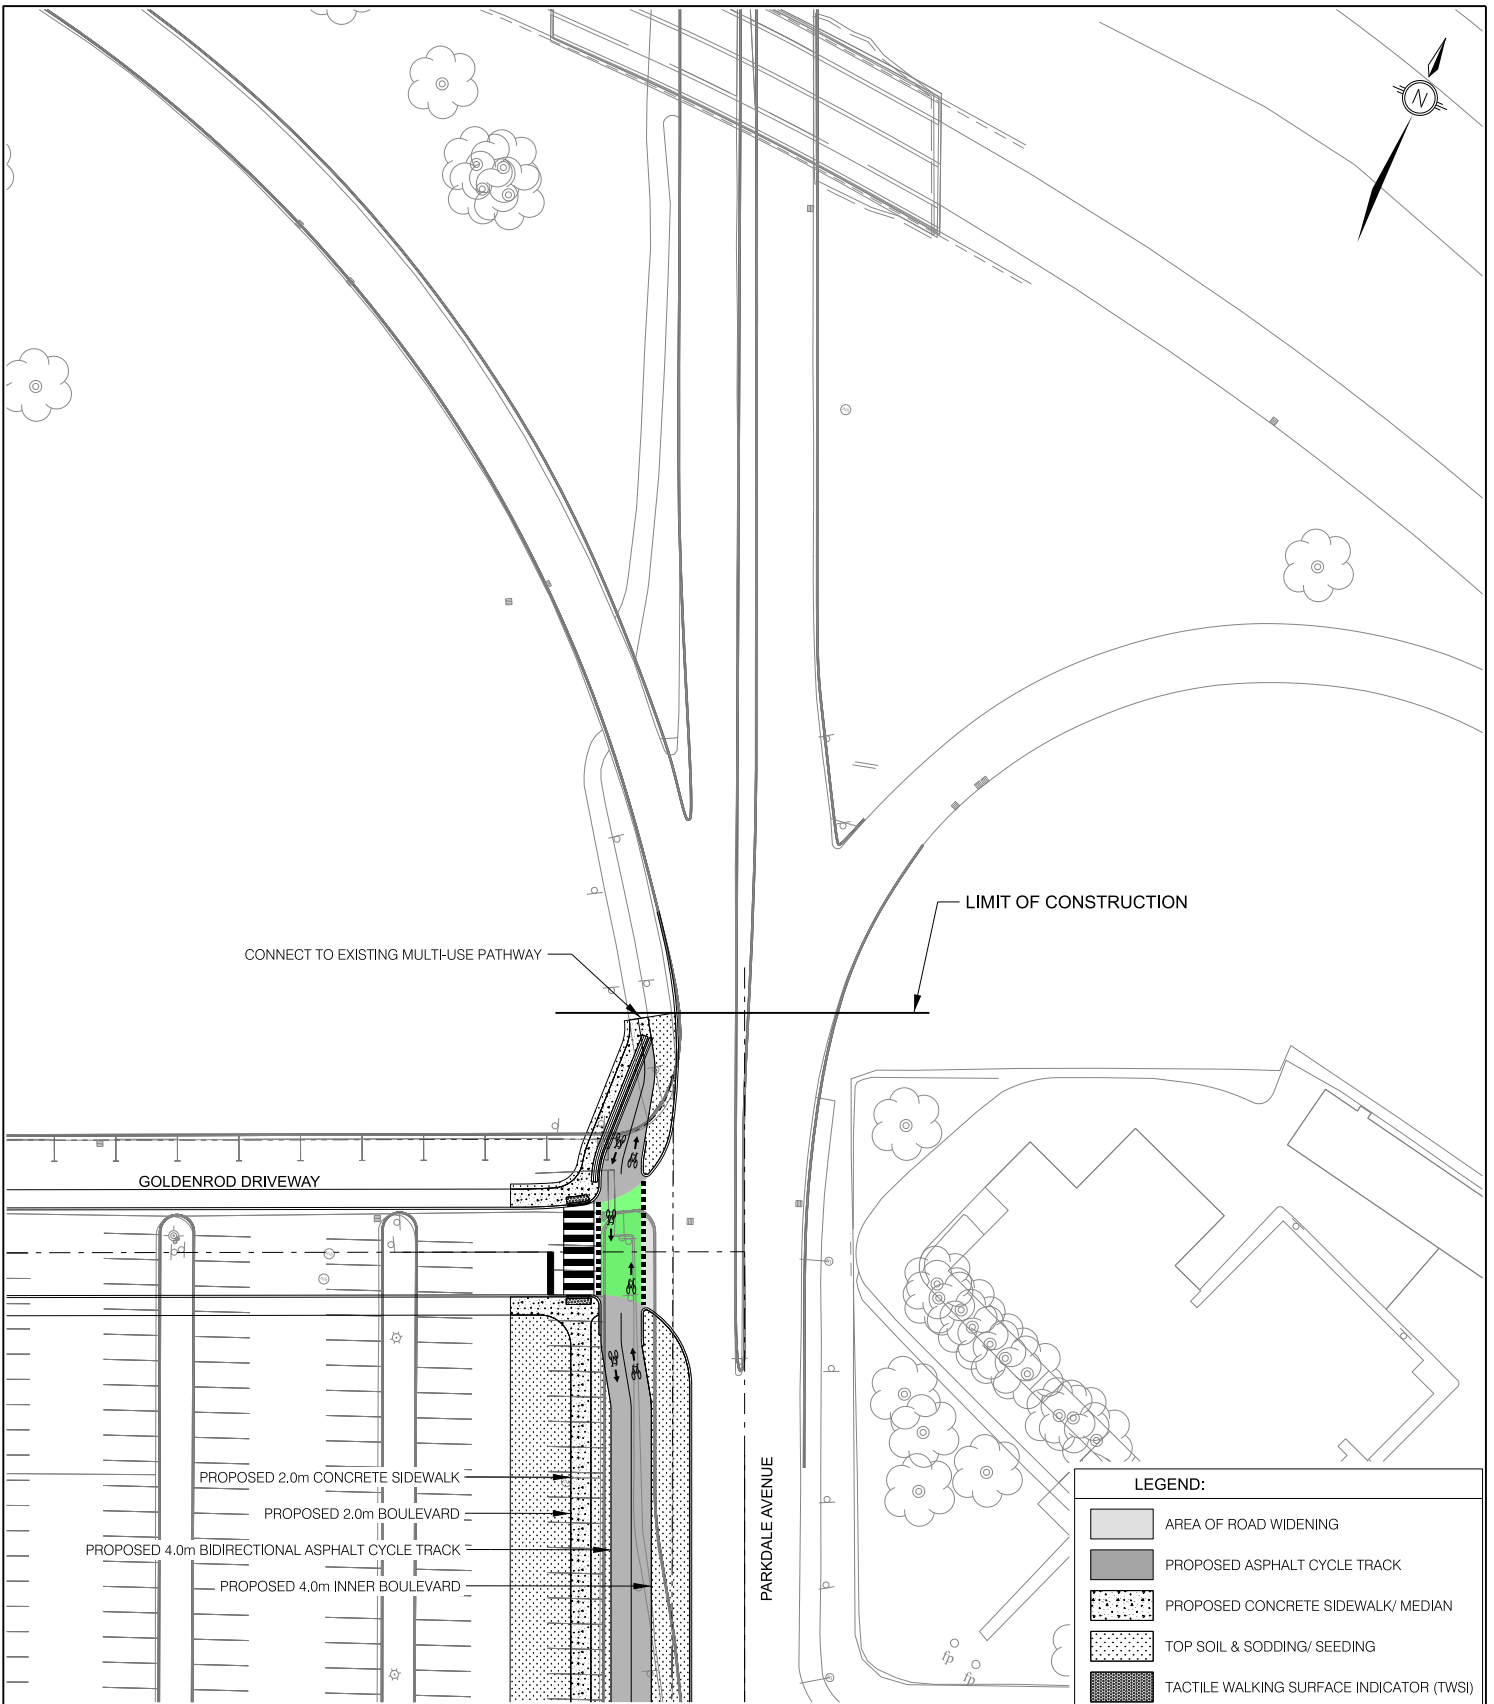 N
LIMIT OF CONSTRUCTION
CONNECT TO EXISTING MULTI-USE PATHWAY
GOLDENROD DRIVEWAY
PROPOSED 2.0m CONCRETE SIDEWALK
PROPOSED 2.0m BOULEVARD
PROPOSED 4.0m BIDIRECTIONAL ASPHALT CYCLE TRACK
PROPOSED 4.0m INNER BOULEVARD
PARKDALE AVENUE
fp
fp
LEGEND:
AREA OF ROAD WIDENING
PROPOSED ASPHALT CYCLE TRACK
PROPOSED CONCRETE SIDEWALK/ MEDIAN
TOP SOIL & SODDING/ SEEDING
TACTILE WALKING SURFACE INDICATOR (TWSI)